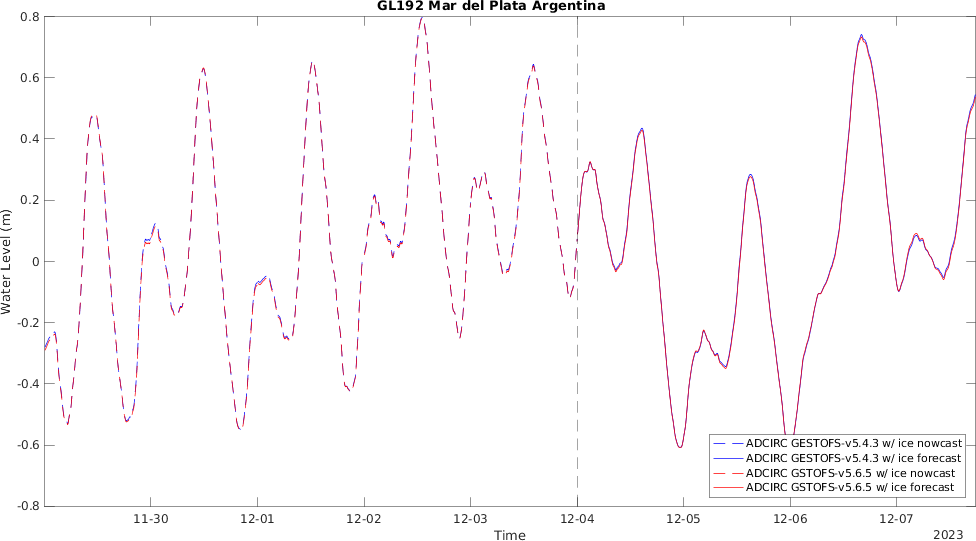 GL192 Mar del Plata Argentina
0.8
0.6
0.4
0.2
0
-0.2
-0.4
-0.6
-0.8
Water Level (m)
ADCIRC GESTOFS-v5.4.3 w/ ice nowcast
ADCIRC GESTOFS-v5.4.3 w/ ice forecast
ADCIRC GSTOFS-v5.6.5 w/ ice nowcast
ADCIRC GSTOFS-v5.6.5 w/ ice forecast
11-30 12-01 12-02 12-03 12-04 12-05 12-06 12-07
Time
2023